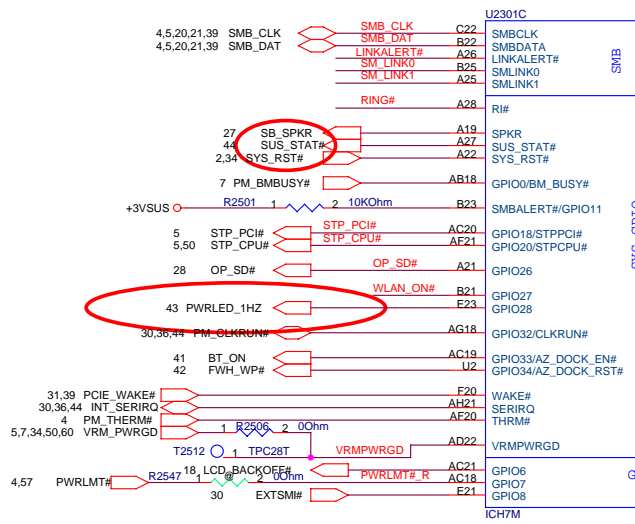 U2301C
4,5,20,21,39 SMB_CLK SMB_CLK C22 SMBCLK
4,5,20,21,39 SMB_DAT SMB_DAT B22 SMBDATA
LINKALERT# A26 LINKALERT#
SM_LINK0 B25 SMLINK0
SM_LINK1 A25 SMLINK1
SMB
RING# A28 RI#
27 SB_SPKR A19 SPKR
44 SUS_STAT# A27 SUS_STAT#
2,34 SYS_RST# A22 SYS_RST#
7 PM_BMBUSY# AB18 GPIO0/BM_BUSY#
+3VSUS R2501 1 2 10KOhm B23 SMBALERT#/GPIO11
5 STP_PCI# STP_PCI# AC20 GPIO18/STPPCI#
5,50 STP_CPU# STP_CPU# AF21 GPIO20/STPCPU#
28 OP_SD# OP_SD# A21 GPIO26
WLAN_ON# B21 GPIO27
43 PWRLED_1HZ E23 GPIO28
30,36,44 PM_CLKRUN# AG18 GPIO32/CLKRUN#
41 BT_ON AC19 GPIO33/AZ_DOCK_EN#
42 FWH_WP# U2 GPIO34/AZ_DOCK_RST#
31,39 PCIE_WAKE# F20 WAKE#
30,36,44 INT_SERIRQ AH21 SERIRQ
4 PM_THERM# AF20 THRM#
5,7,34,50,60 VRM_PWRGD 1 R2506 2 0Ohm
T2512 1 TPC28T VRMPWRGD AD22 VRMPWRGD
18 LCD_BACKOFF# AC21 GPIO6
4,57 PWRLMT# R2547 1 2 0Ohm PWRLMT#_R AC18 GPIO7
30 EXTSMI# E21 GPIO8
ICH7M